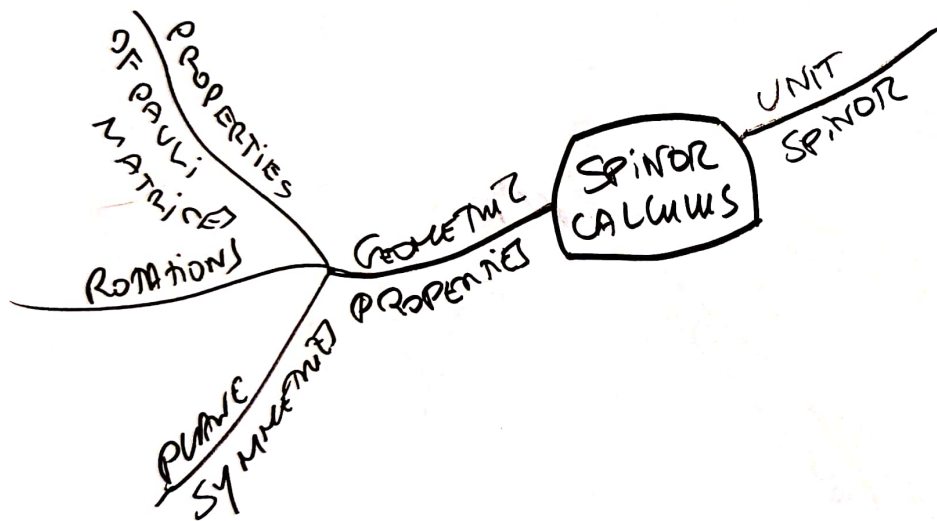 PROPERTIES
OF PAULi
MATRICES
ROTATIONS
PLANE
SYMMETRIES
GEOMETRIC
PROPERTIES
SPiNOR
CALCULUS
UNIT
SPiNOR